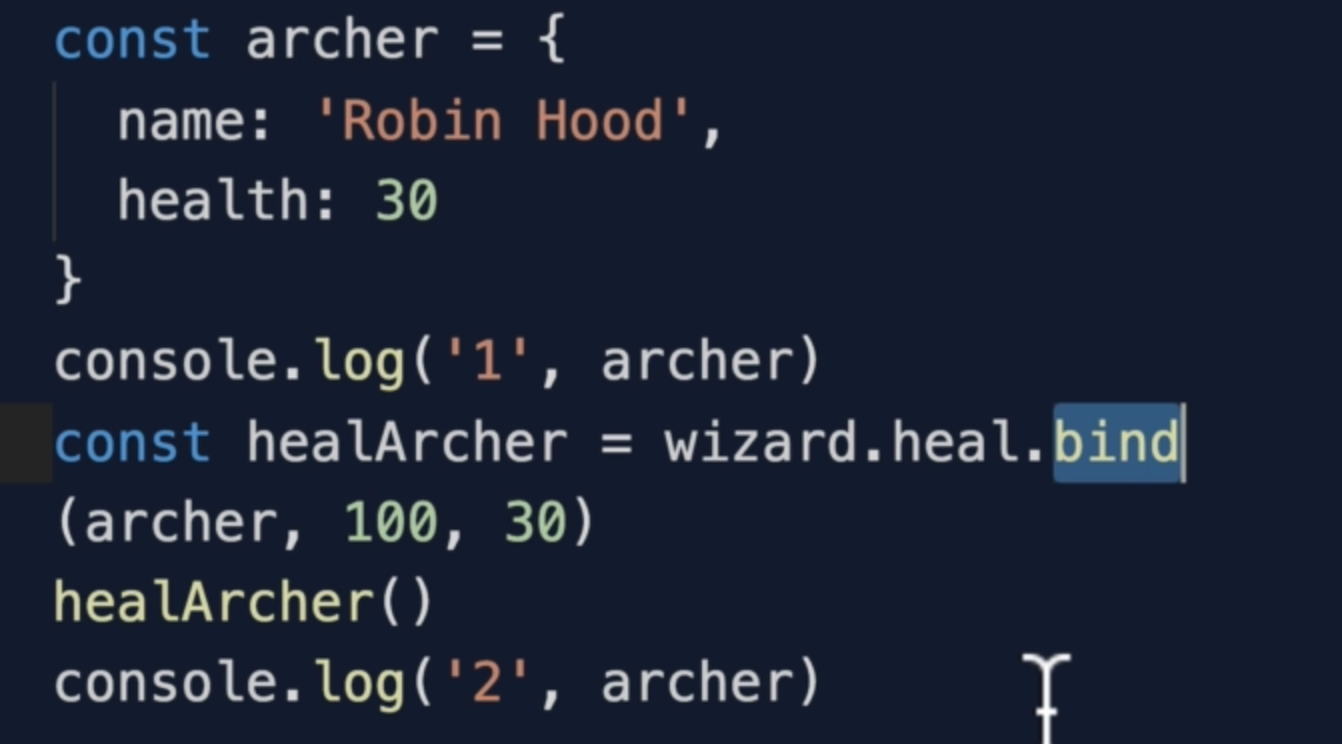 const archer = {
  name: 'Robin Hood',
  health: 30
}
console.log('1', archer)
const healArcher = wizard.heal.bind
(archer, 100, 30)
healArcher()
console.log('2', archer)